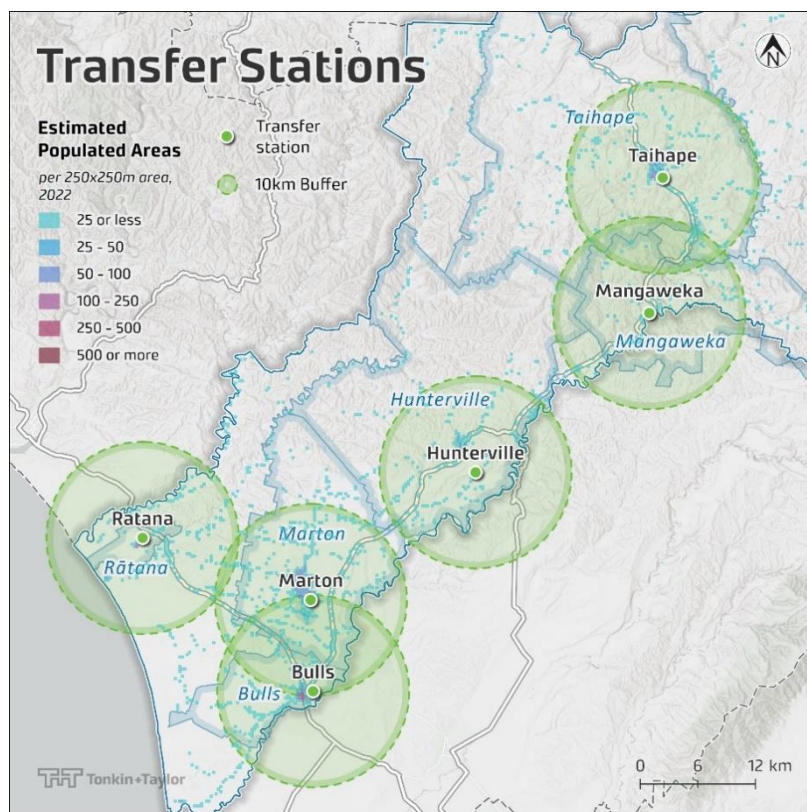 Transfer Stations
N
Estimated
Populated Areas
per 250x250m area,
2022
25 or less
25 - 50
50 - 100
100 - 250
250 - 500
500 or more
Transfer
station
10km Buffer
Taihape
Taihape
Mangaweka
Mangaweka
Hunterville
Hunterville
Ratana
Rātana
Marton
Marton
Bulls
Bulls
T+T Tonkin+Taylor
0 6 12 km